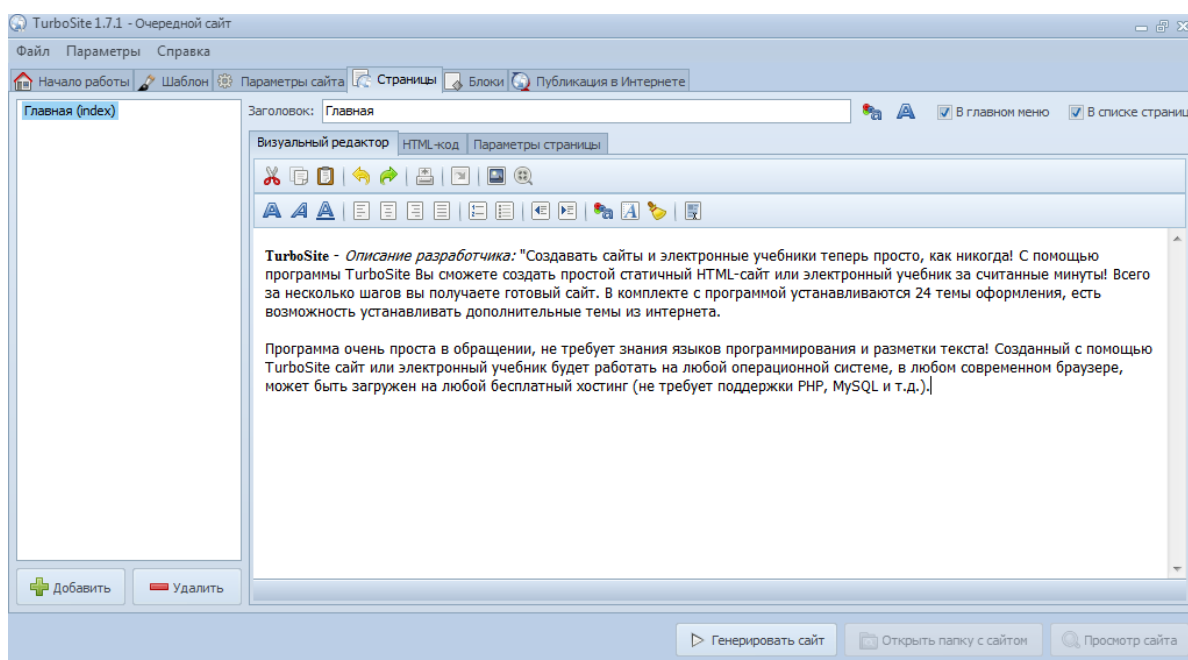 TurboSite 1.7.1 - Очередной сайт
Файл Параметры Справка
Начало работы Шаблон Параметры сайта Страницы Блоки Публикация в Интернете
Главная (index)
Заголовок: Главная В главном меню В списке страниц
Визуальный редактор HTML-код Параметры страницы
TurboSite - Описание разработчика: "Создавать сайты и электронные учебники теперь просто, как никогда! С помощью
программы TurboSite Вы сможете создать простой статичный HTML-сайт или электронный учебник за считанные минуты! Всего
за несколько шагов вы получаете готовый сайт. В комплекте с программой устанавливаются 24 темы оформления, есть
возможность устанавливать дополнительные темы из интернета.
Программа очень проста в обращении, не требует знания языков программирования и разметки текста! Созданный с помощью
TurboSite сайт или электронный учебник будет работать на любой операционной системе, в любом современном браузере,
может быть загружен на любой бесплатный хостинг (не требует поддержки PHP, MySQL и т.д.).
Добавить Удалить
Генерировать сайт Открыть папку с сайтом Просмотр сайта